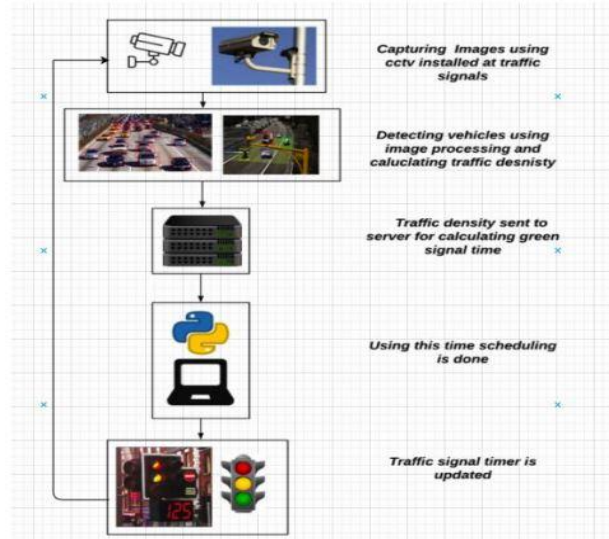 Capturing Images using
cctv installed at traffic
signals
Detecting vehicles using
image processing and
caluclating traffic desnisty
Traffic density sent to
server for calculating green
signal time
Using this time scheduling
is done
Traffic signal timer is
updated
125